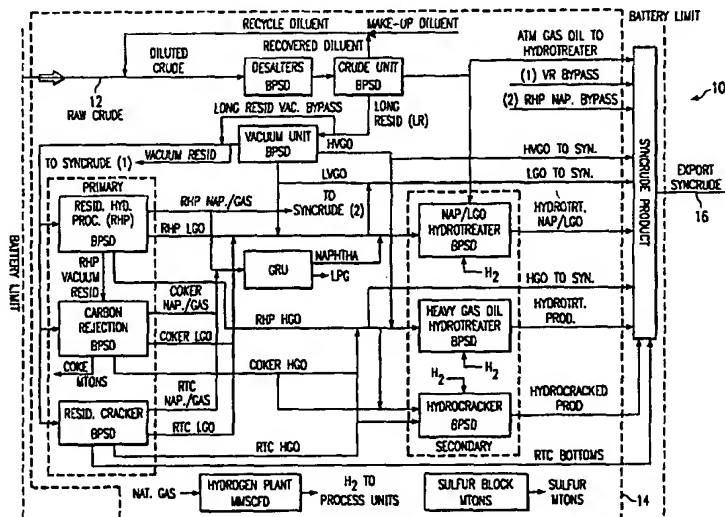 RECYCLE DILUENT
MAKE-UP DILUENT
BATTERY LIMIT
RECOVERED DILUENT
ATM GAS OIL TO
HYDROTREATER
DILUTED
CRUDE
DESALTERS
BPSD
CRUDE UNIT
BPSD
(1) VR BYPASS
12
RAW CRUDE
LONG RESID VAC. BYPASS
LONG
RESID (LR)
(2) RHP NAP. BYPASS
10
VACUUM UNIT
BPSD
HVGO
HVGO TO SYN.
TO SYNCRUDE (1)
VACUUM RESID
LVGO
LGO TO SYN.
EXPORT
SYNCRUDE
16
SYNCRUDE PRODUCT
PRIMARY
RESID. HYD.
PROC. (RHP)
BPSD
RHP NAP./GAS
TO
SYNCRUDE (2)
RHP LGO
NAP/LGO
HYDROTREATER
BPSD
HYDROTRT.
NAP/LGO
H2
BATTERY LIMIT
RHP
VACUUM
RESID
GRU
NAPHTHA
LPG
COKER
NAP./GAS
RHP HGO
HGO TO SYN.
CARBON
REJECTION
BPSD
COKER LGO
HEAVY GAS OIL
HYDROTREATER
BPSD
HYDROTRT.
PROD.
COKE
MTONS
COKER HGO
H2
H2
RTC
NAP./GAS
RESID. CRACKER
BPSD
RTC LGO
HYDROCRACKER
BPSD
HYDROCRACKED
PROD
RTC HGO
SECONDARY
RTC BOTTOMS
NAT. GAS
HYDROGEN PLANT
MMSCFD
H2 TO
PROCESS UNITS
SULFUR BLOCK
MTONS
SULFUR
MTONS
14